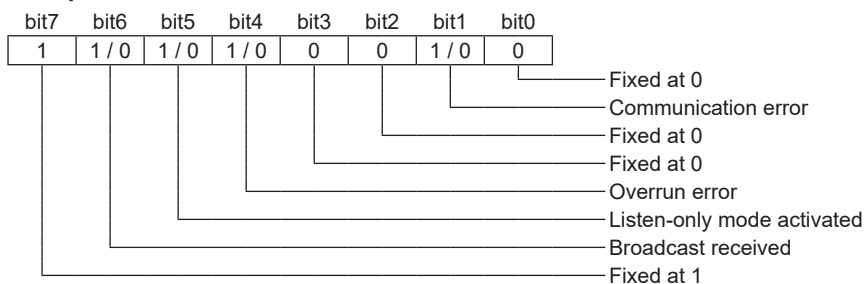 bit7 bit6 bit5 bit4 bit3 bit2 bit1 bit0
1 1 / 0 1 / 0 1 / 0 0 0 1 / 0 0
Fixed at 0
Communication error
Fixed at 0
Fixed at 0
Overrun error
Listen-only mode activated
Broadcast received
Fixed at 1